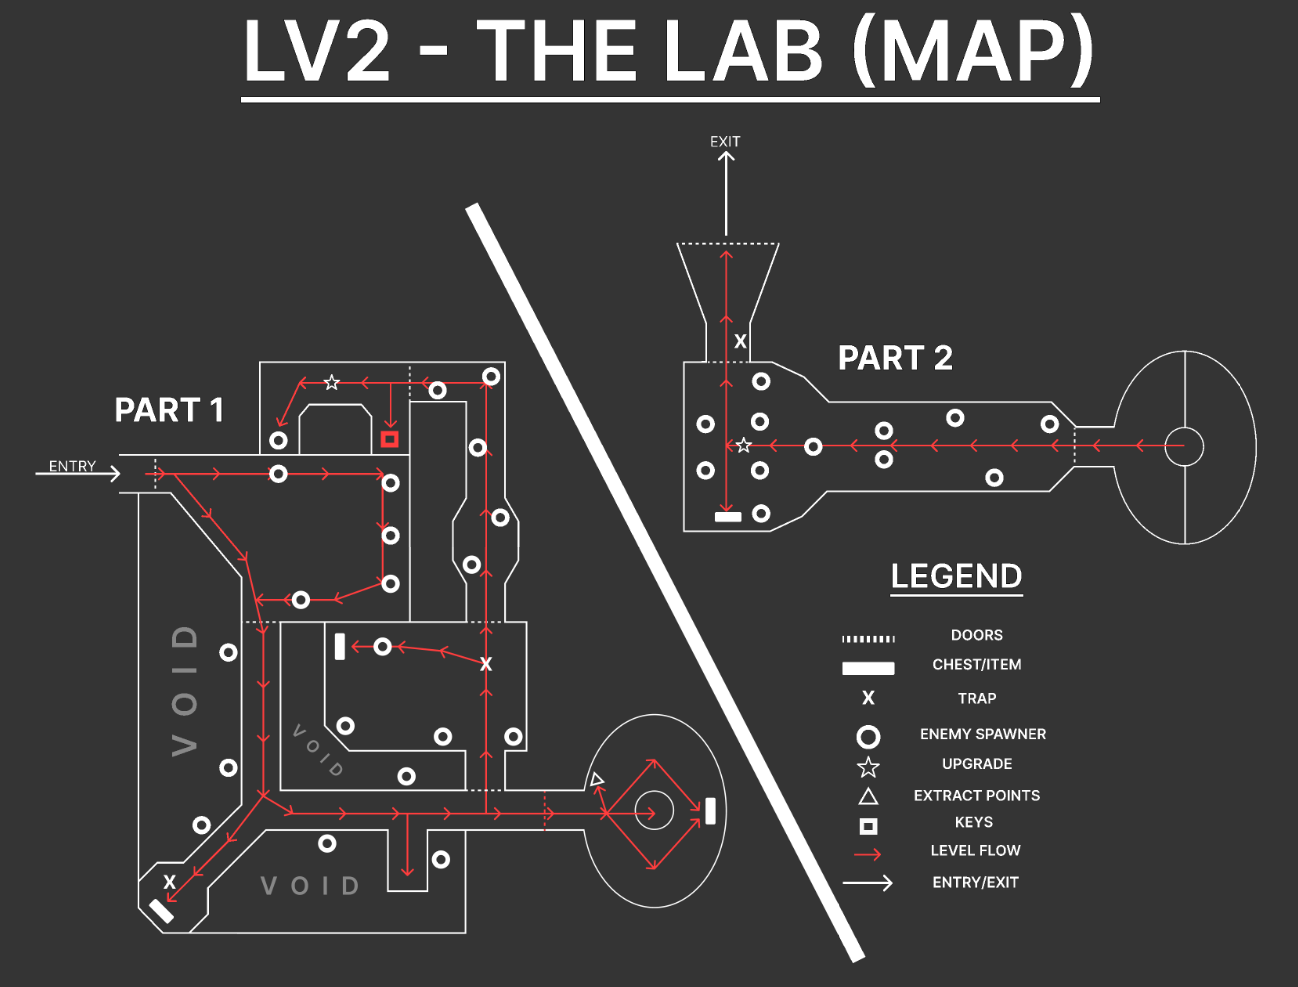 LV2 - THE LAB (MAP)
EXIT
PART 2
PART 1
ENTRY
X
X
X
VOID
VOID
VOID
LEGEND
DOORS
CHEST/ITEM
X TRAP
ENEMY SPAWNER
UPGRADE
EXTRACT POINTS
KEYS
LEVEL FLOW
ENTRY/EXIT